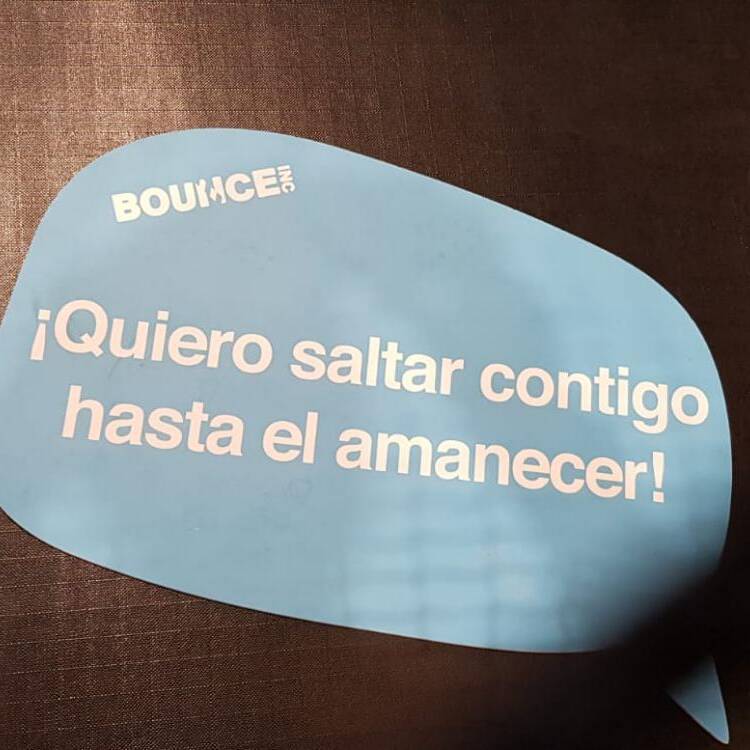 BOUNCE INC
¡Quiero saltar contigo
hasta el amanecer!